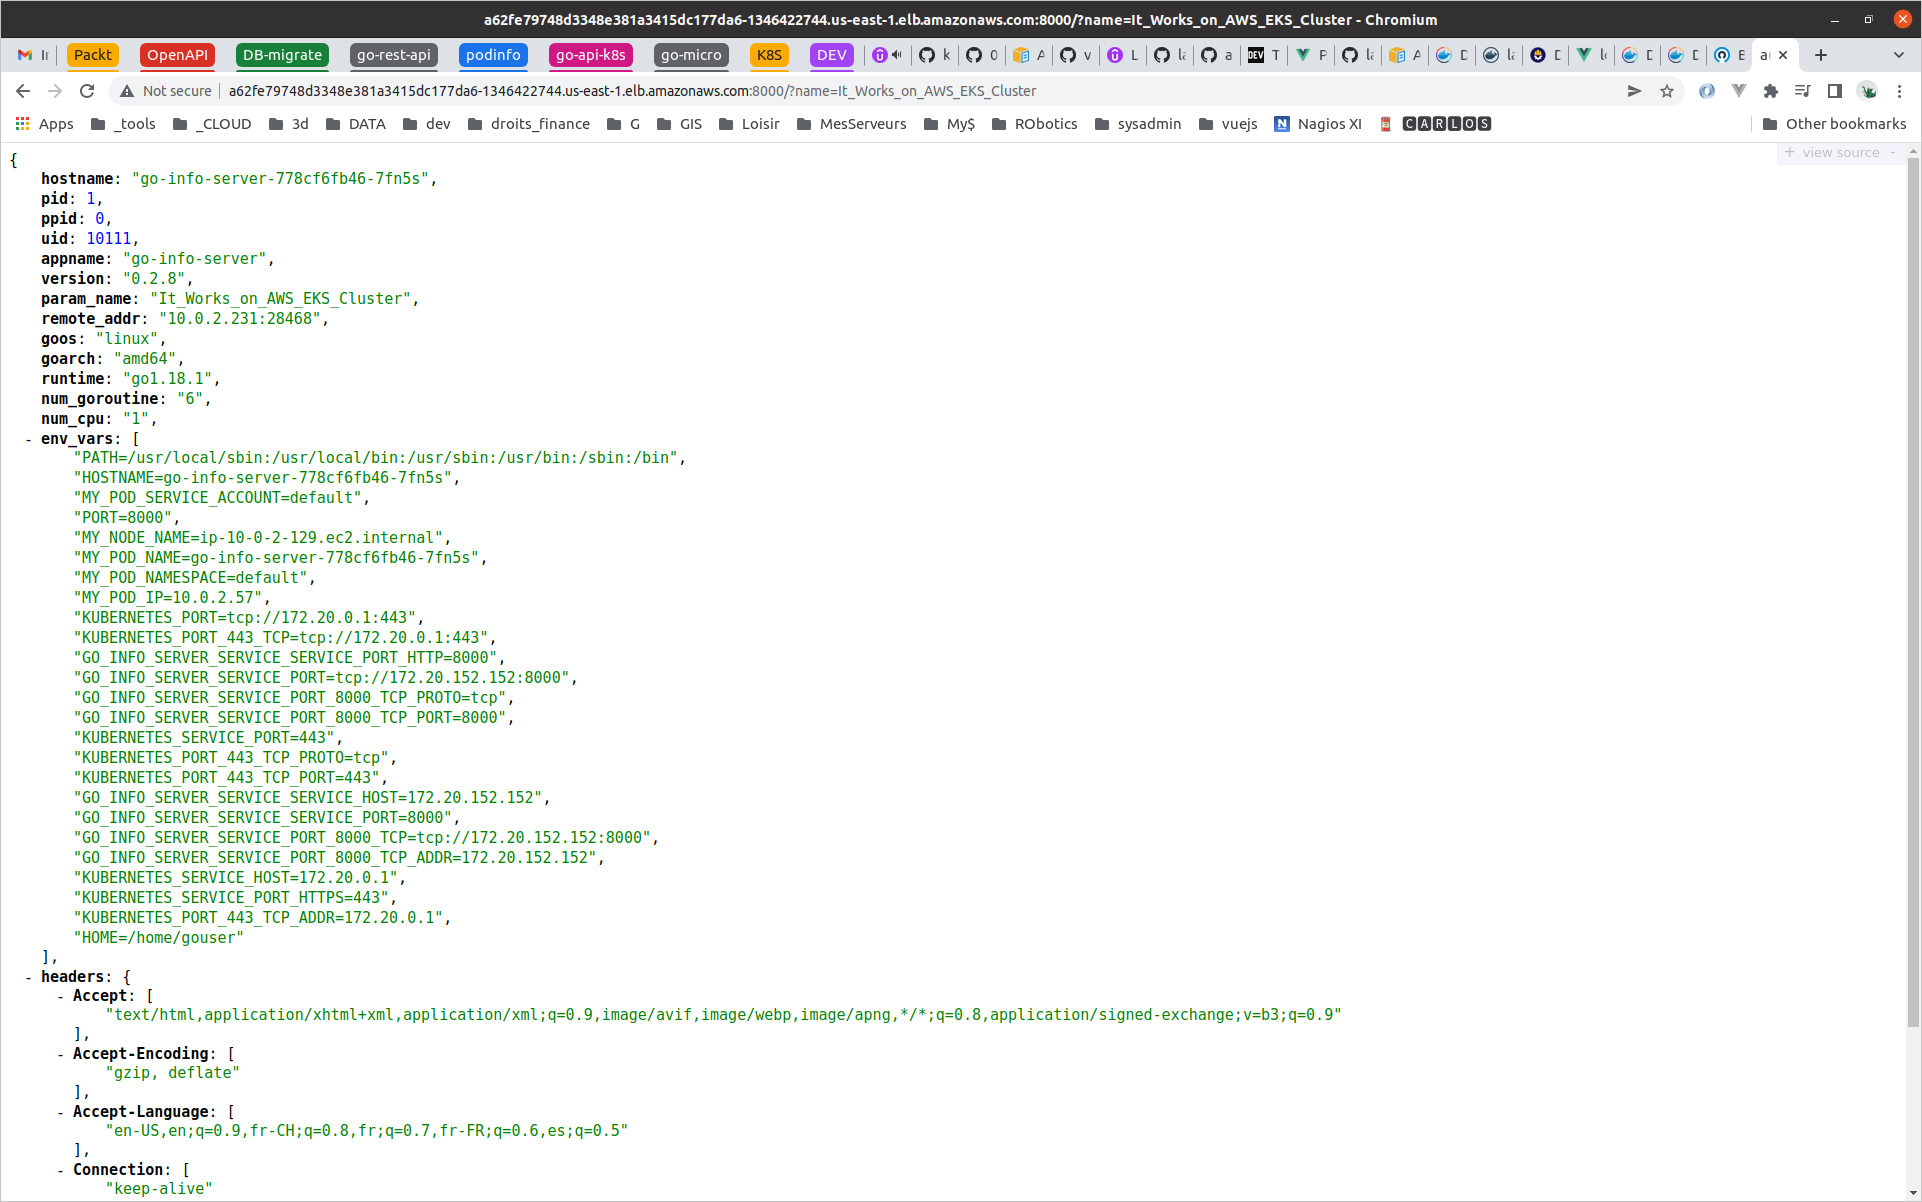 a62fe79748d3348e381a3415dc177da6-1346422744.us-east-1.elb.amazonaws.com:8000/?name=It_Works_on_AWS_EKS_Cluster - Chromium
Packt OpenAPI DB-migrate go-rest-api podinfo go-api-k8s go-micro K8S DEV
Not secure a62fe79748d3348e381a3415dc177da6-1346422744.us-east-1.elb.amazonaws.com:8000/?name=It_Works_on_AWS_EKS_Cluster
Apps _tools _CLOUD 3d DATA dev droits_finance G GIS Loisir MesServeurs My$ RObotics sysadmin vuejs Nagios XI CARLOS Other bookmarks
+ view source -
{
hostname: "go-info-server-778cf6fb46-7fn5s",
pid: 1,
ppid: 0,
uid: 10111,
appname: "go-info-server",
version: "0.2.8",
param_name: "It_Works_on_AWS_EKS_Cluster",
remote_addr: "10.0.2.231:28468",
goos: "linux",
goarch: "amd64",
runtime: "go1.18.1",
num_goroutine: "6",
num_cpu: "1",
- env_vars: [
"PATH=/usr/local/sbin:/usr/local/bin:/usr/sbin:/usr/bin:/sbin:/bin",
"HOSTNAME=go-info-server-778cf6fb46-7fn5s",
"MY_POD_SERVICE_ACCOUNT=default",
"PORT=8000",
"MY_NODE_NAME=ip-10-0-2-129.ec2.internal",
"MY_POD_NAME=go-info-server-778cf6fb46-7fn5s",
"MY_POD_NAMESPACE=default",
"MY_POD_IP=10.0.2.57",
"KUBERNETES_PORT=tcp://172.20.0.1:443",
"KUBERNETES_PORT_443_TCP=tcp://172.20.0.1:443",
"GO_INFO_SERVER_SERVICE_SERVICE_PORT_HTTP=8000",
"GO_INFO_SERVER_SERVICE_PORT=tcp://172.20.152.152:8000",
"GO_INFO_SERVER_SERVICE_PORT_8000_TCP_PROTO=tcp",
"GO_INFO_SERVER_SERVICE_PORT_8000_TCP_PORT=8000",
"KUBERNETES_SERVICE_PORT=443",
"KUBERNETES_PORT_443_TCP_PROTO=tcp",
"KUBERNETES_PORT_443_TCP_PORT=443",
"GO_INFO_SERVER_SERVICE_SERVICE_HOST=172.20.152.152",
"GO_INFO_SERVER_SERVICE_SERVICE_PORT=8000",
"GO_INFO_SERVER_SERVICE_PORT_8000_TCP=tcp://172.20.152.152:8000",
"GO_INFO_SERVER_SERVICE_PORT_8000_TCP_ADDR=172.20.152.152",
"KUBERNETES_SERVICE_HOST=172.20.0.1",
"KUBERNETES_SERVICE_PORT_HTTPS=443",
"KUBERNETES_PORT_443_TCP_ADDR=172.20.0.1",
"HOME=/home/gouser"
],
- headers: {
- Accept: [
"text/html,application/xhtml+xml,application/xml;q=0.9,image/avif,image/webp,image/apng,*/*;q=0.8,application/signed-exchange;v=b3;q=0.9"
],
- Accept-Encoding: [
"gzip, deflate"
],
- Accept-Language: [
"en-US,en;q=0.9,fr-CH;q=0.8,fr;q=0.7,fr-FR;q=0.6,es;q=0.5"
],
- Connection: [
"keep-alive"